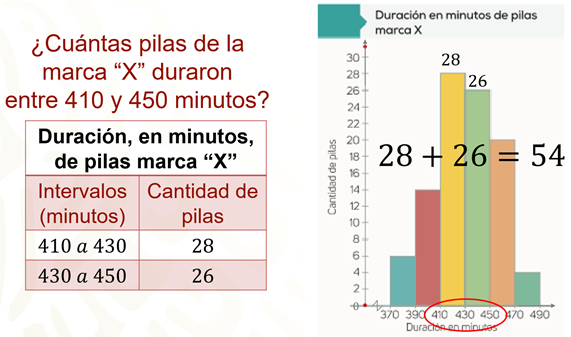 ¿Cuántas pilas de la
marca “X” duraron
entre 410 y 450 minutos?
Duración, en minutos,
de pilas marca “X”
Intervalos
(minutos)
Cantidad de
pilas
410 a 430
28
430 a 450
26
Duración en minutos de pilas
marca X
Cantidad de pilas
30
28
26
24
22
20
18
16
14
12
10
8
6
4
2
0
28
26
28 + 26 = 54
370 390 410 430 450 470 490
Duración en minutos